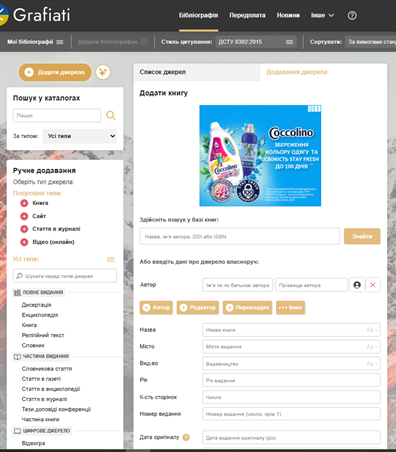 Grafiati
Бібліографія
Передплата
Новини
Інше
Мої бібліографії
Додати бібліографію
Стиль цитування:
ДСТУ 8302:2015
Сортувати:
За вимогами стан
Додати джерело
Пошук у каталогах
Пошук
За типом:
Усі типи
Ручне додавання
Оберіть тип джерела:
Популярні типи:
Книга
Сайт
Стаття в журналі
Відео (онлайн)
Усі типи:
Шукати серед типів джерел
ПОВНЕ ВИДАННЯ
Дисертація
Енциклопедія
Книга
Релігійний текст
Словник
ЧАСТИНА ВИДАННЯ
Словникова стаття
Стаття в газеті
Стаття в енциклопедії
Стаття в журналі
Тези доповіді конференції
Частина книги
ЦИФРОВЕ ДЖЕРЕЛО
Відеогра
Список джерел
Додавання джерела
Додати книгу
Coccolino
ЗБЕРЕЖЕННЯ
КОЛЬОРУ ОДЯГУ ТА
СВІЖІСТЬ STAY FRESH
ДО 100 ДНІВ
Здійсніть пошук у базі книг:
Назва, ім'я автора, DOI або ISBN
Знайти
Або введіть дані про джерело власноруч:
Автор
Ім'я та по батькові автора
Прізвище автора
Автор
Редактор
Перекладач
Інше
Назва
Назва книги
Aa
Місто
Місто видання
Aa
Вид-во
Видавництво
Aa
Рік
Рік видання
К-сть сторінок
Число
Номер видання
Номер видання (число, крім 1)
Дата оригіналу
?
Дата видання оригіналу (рік)